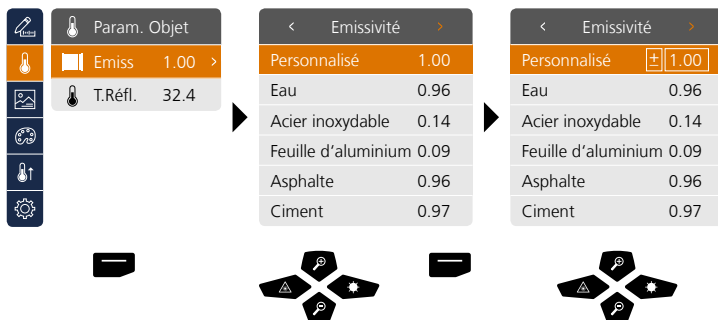 Param. Objet
Emiss 1.00 >
T.Réfl. 32.4
< Emissivité >
Personnalisé 1.00
Eau 0.96
Acier inoxydable 0.14
Feuille d’aluminium 0.09
Asphalte 0.96
Ciment 0.97
< Emissivité >
Personnalisé ± 1.00
Eau 0.96
Acier inoxydable 0.14
Feuille d’aluminium 0.09
Asphalte 0.96
Ciment 0.97